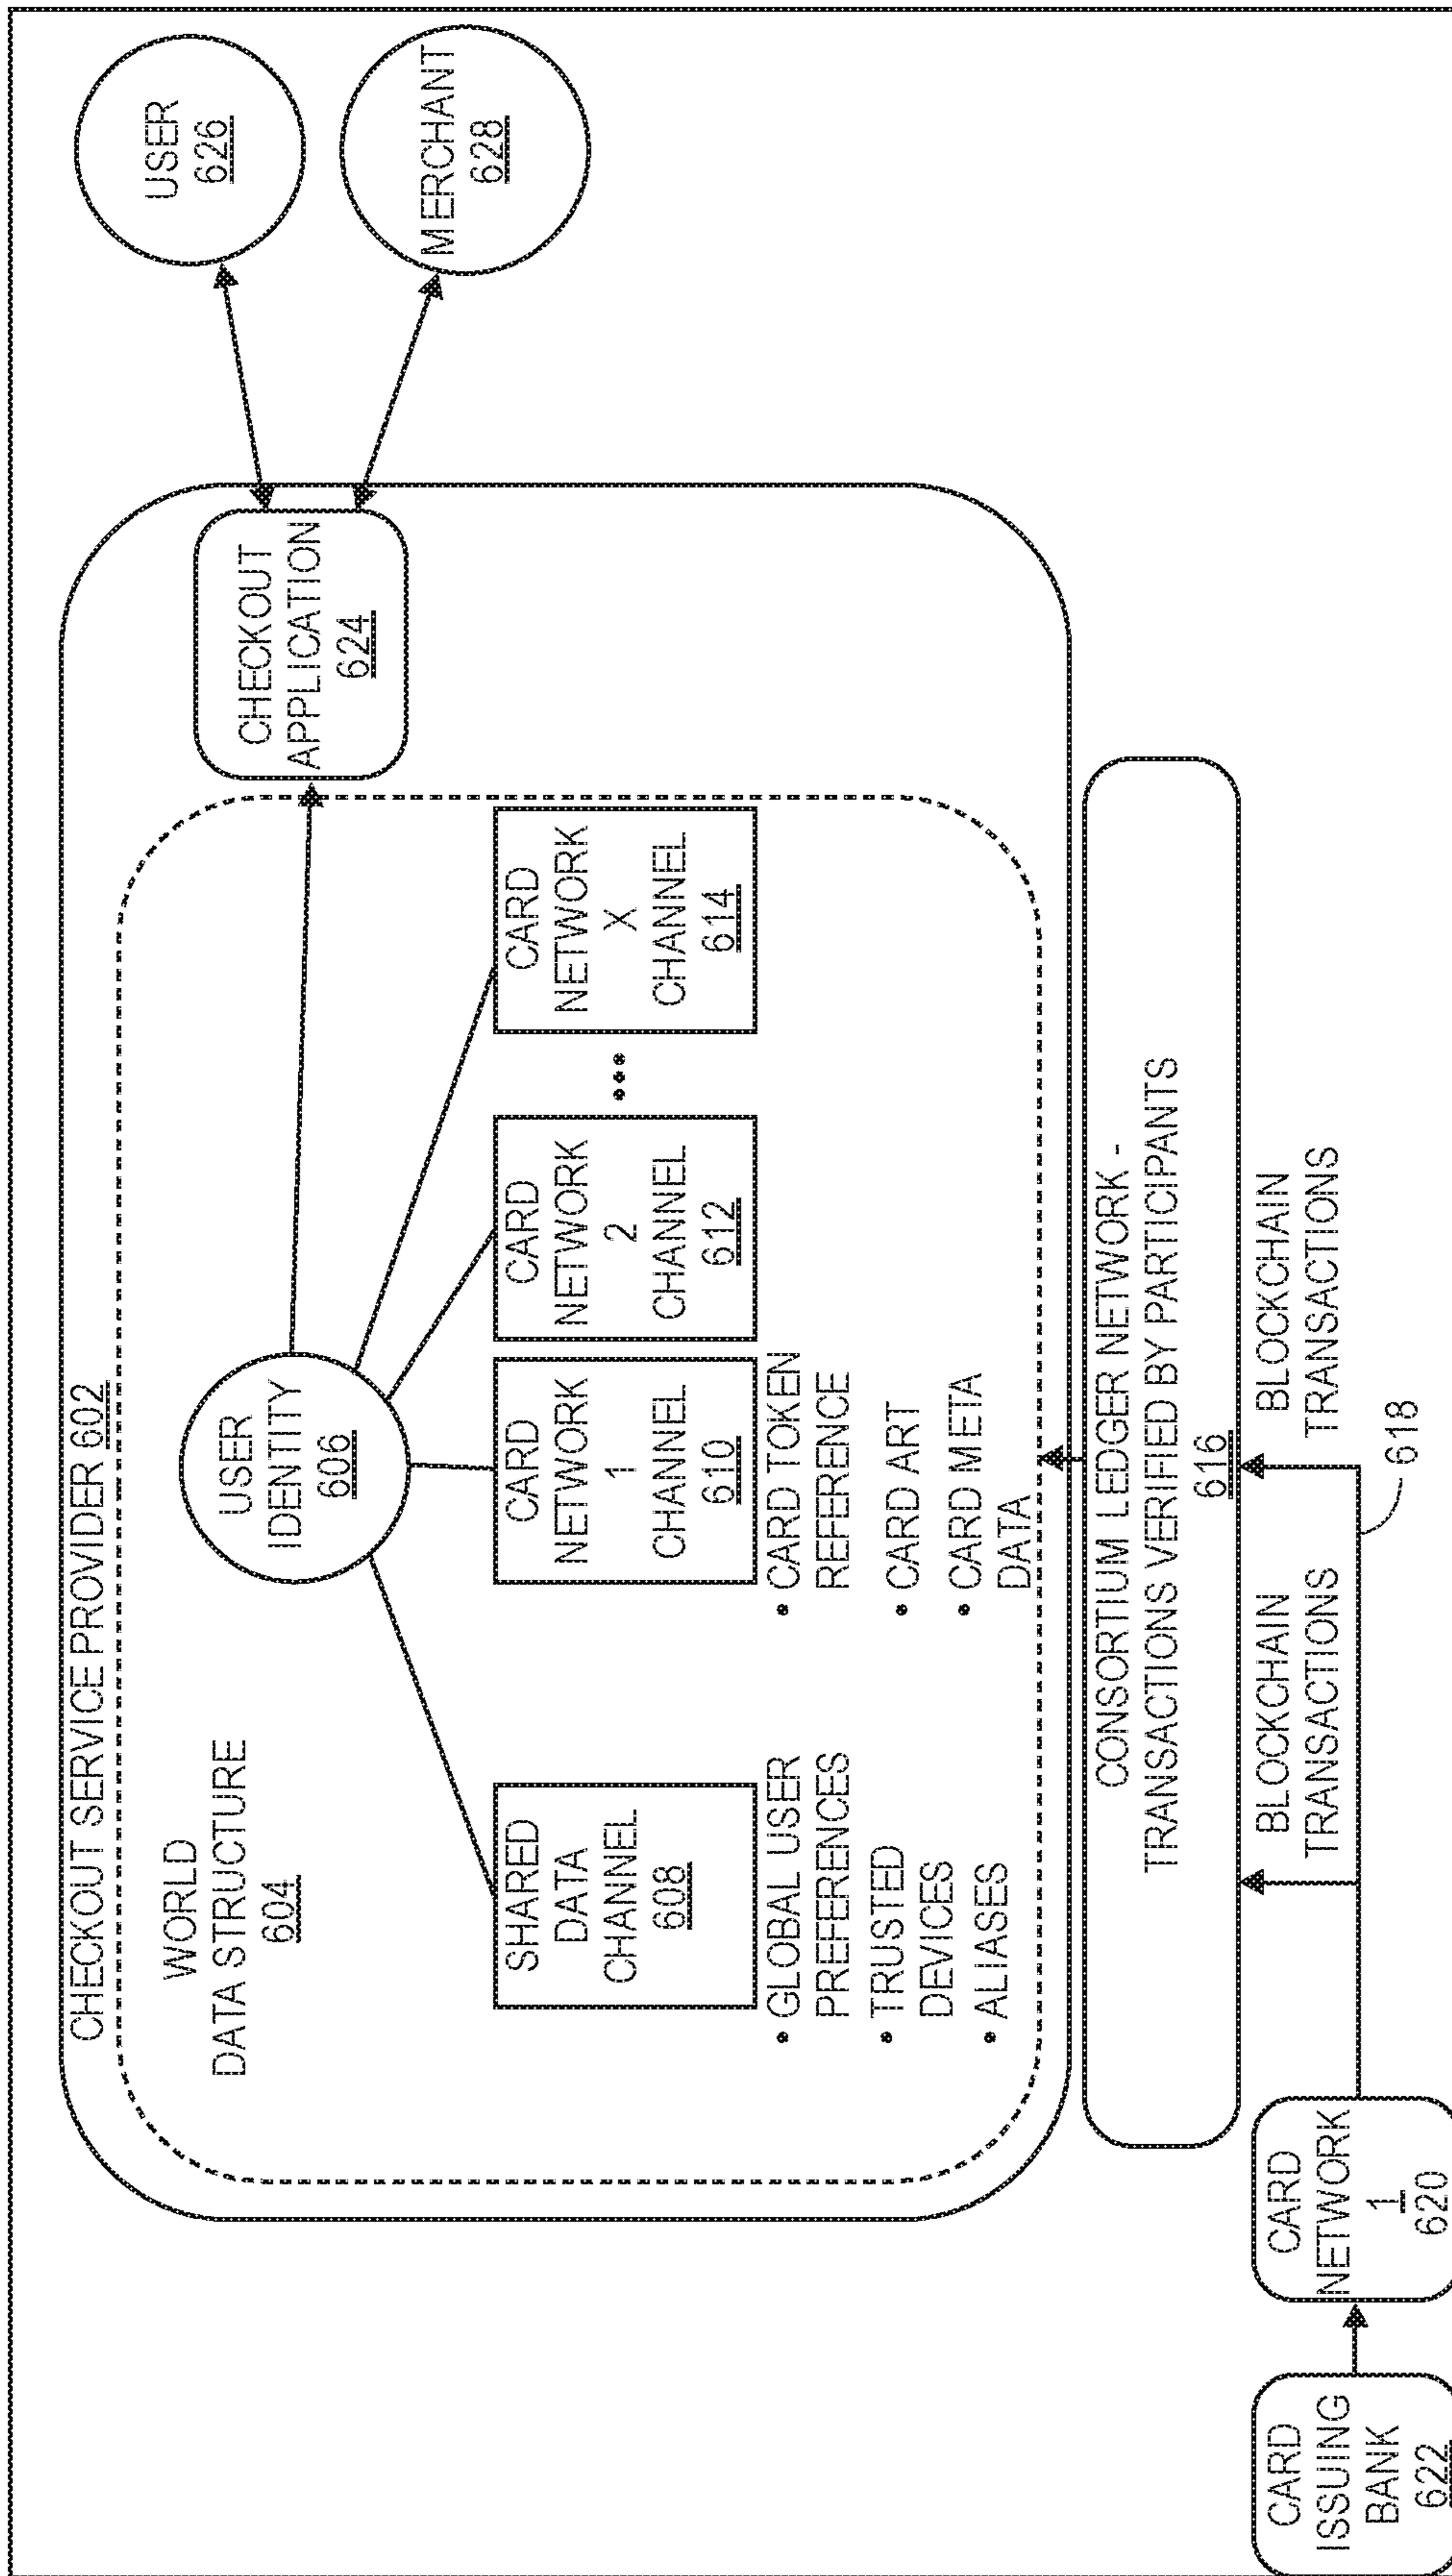 CHECKOUT SERVICE PROVIDER 602
WORLD
DATA STRUCTURE
604
USER
IDENTITY
606
CHECKOUT
APPLICATION
624
USER
626
MERCHANT
628
SHARED
DATA
CHANNEL
608
• GLOBAL USER
PREFERENCES
• TRUSTED
DEVICES
• ALIASES
CARD
NETWORK
1
CHANNEL
610
• CARD TOKEN
REFERENCE
• CARD ART
• CARD META
DATA
CARD
NETWORK
2
CHANNEL
612
•••
CARD
NETWORK
X
CHANNEL
614
CONSORTIUM LEDGER NETWORK -
TRANSACTIONS VERIFIED BY PARTICIPANTS
616
BLOCKCHAIN
TRANSACTIONS
BLOCKCHAIN
TRANSACTIONS
618
CARD
ISSUING
BANK
622
CARD
NETWORK
1
620